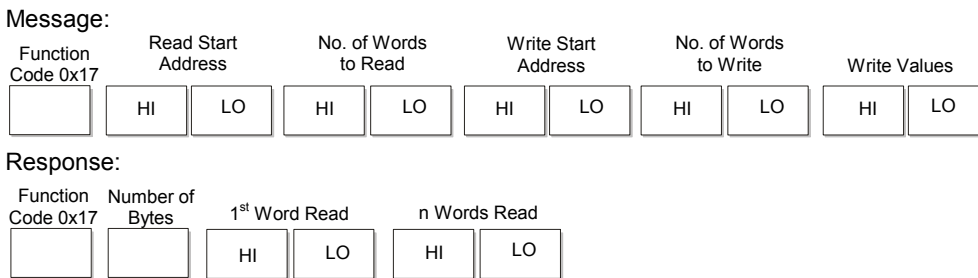 Message:
Function Code 0x17
Read Start Address
No. of Words to Read
Write Start Address
No. of Words to Write
Write Values
HI LO HI LO HI LO HI LO HI LO
Response:
Function Code 0x17
Number of Bytes
1st Word Read
n Words Read
HI LO HI LO